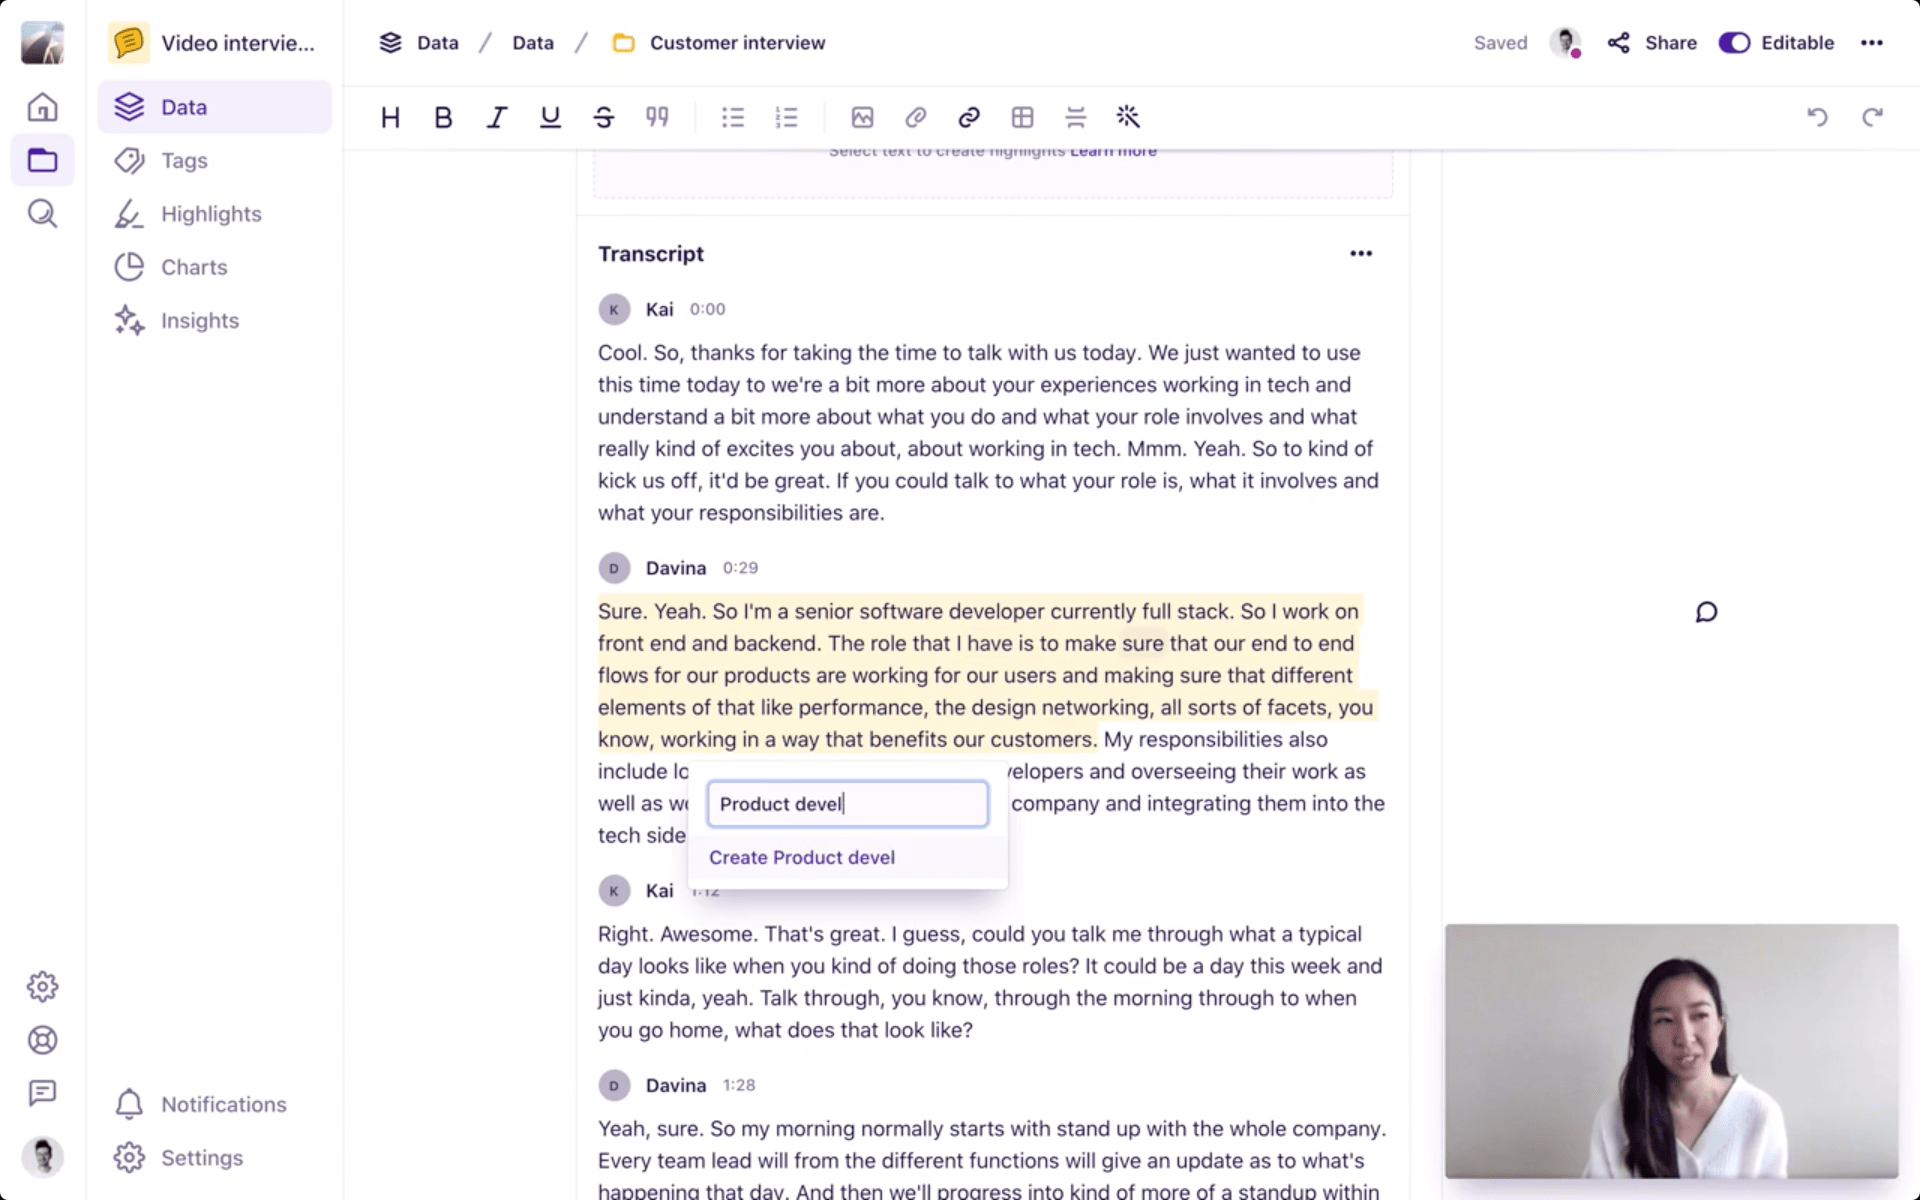 Video intervie...
Data
Tags
Highlights
Charts
Insights
Notifications
Settings
Data / Data / Customer interview
Saved
Share
Editable
H B I U S
Select text to create highlights Learn more
Transcript
K Kai 0:00
Cool. So, thanks for taking the time to talk with us today. We just wanted to use
this time today to we're a bit more about your experiences working in tech and
understand a bit more about what you do and what your role involves and what
really kind of excites you about, about working in tech. Mmm. Yeah. So to kind of
kick us off, it'd be great. If you could talk to what your role is, what it involves and
what your responsibilities are.
D Davina 0:29
Sure. Yeah. So I'm a senior software developer currently full stack. So I work on
front end and backend. The role that I have is to make sure that our end to end
flows for our products are working for our users and making sure that different
elements of that like performance, the design networking, all sorts of facets, you
know, working in a way that benefits our customers. My responsibilities also
include lo velopers and overseeing their work as
well as wo company and integrating them into the
tech side
Product devel
Create Product devel
K Kai 1:12
Right. Awesome. That's great. I guess, could you talk me through what a typical
day looks like when you kind of doing those roles? It could be a day this week and
just kinda, yeah. Talk through, you know, through the morning through to when
you go home, what does that look like?
D Davina 1:28
Yeah, sure. So my morning normally starts with stand up with the whole company.
Every team lead will from the different functions will give an update as to what's
happening that day. And then we'll progress into kind of more of a standup within